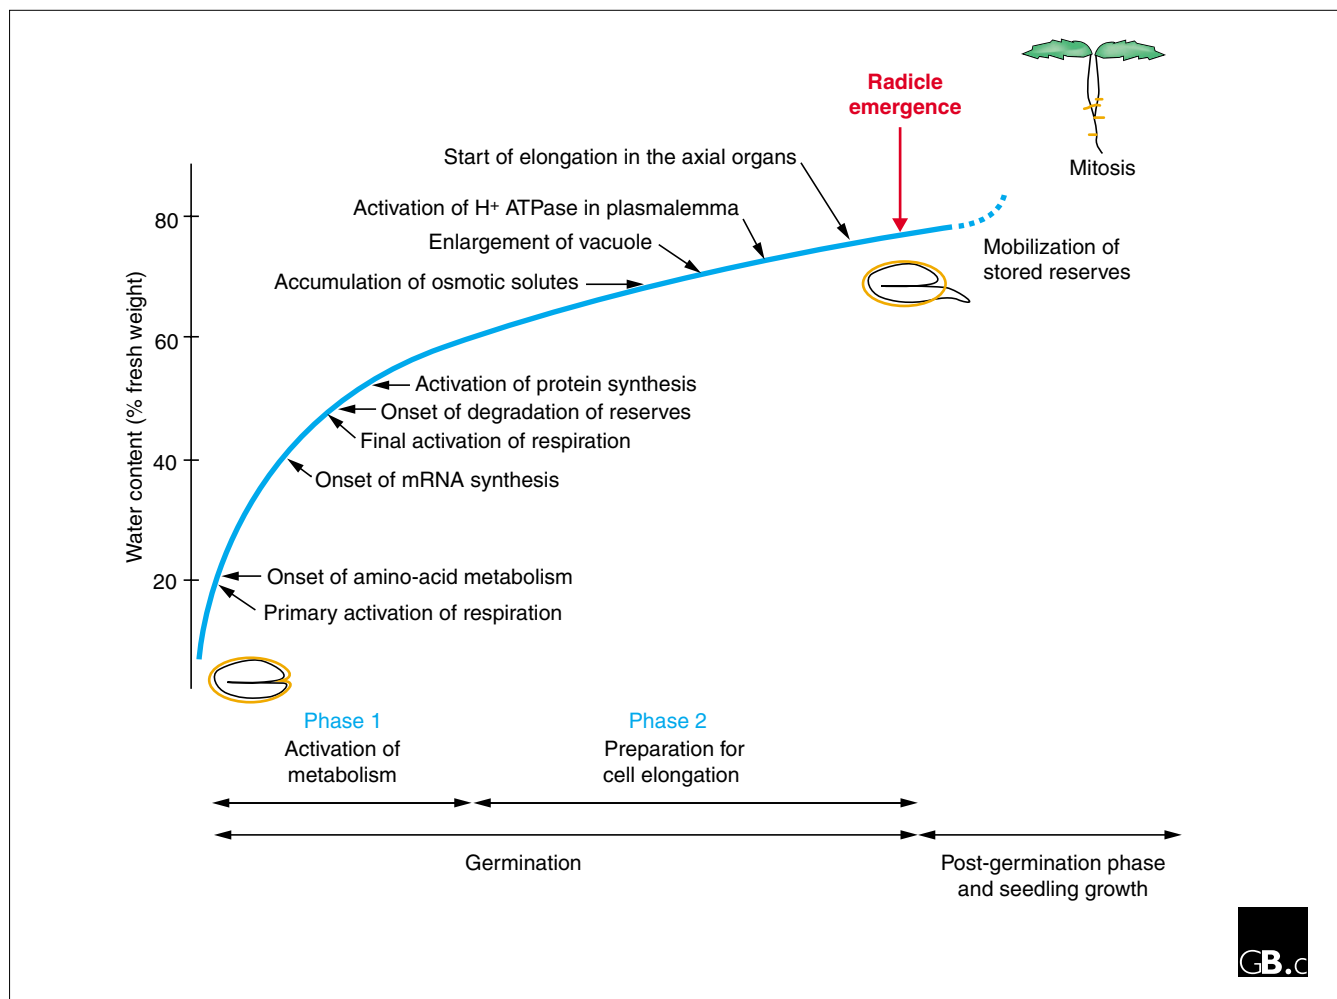 Radicle
emergence
Mitosis
Start of elongation in the axial organs
Activation of H+ ATPase in plasmalemma
Enlargement of vacuole
Accumulation of osmotic solutes
Mobilization of
stored reserves
Water content (% fresh weight)
80
60
40
20
Activation of protein synthesis
Onset of degradation of reserves
Final activation of respiration
Onset of mRNA synthesis
Onset of amino-acid metabolism
Primary activation of respiration
Phase 1
Activation of
metabolism
Phase 2
Preparation for
cell elongation
Germination
Post-germination phase
and seedling growth
GB.c